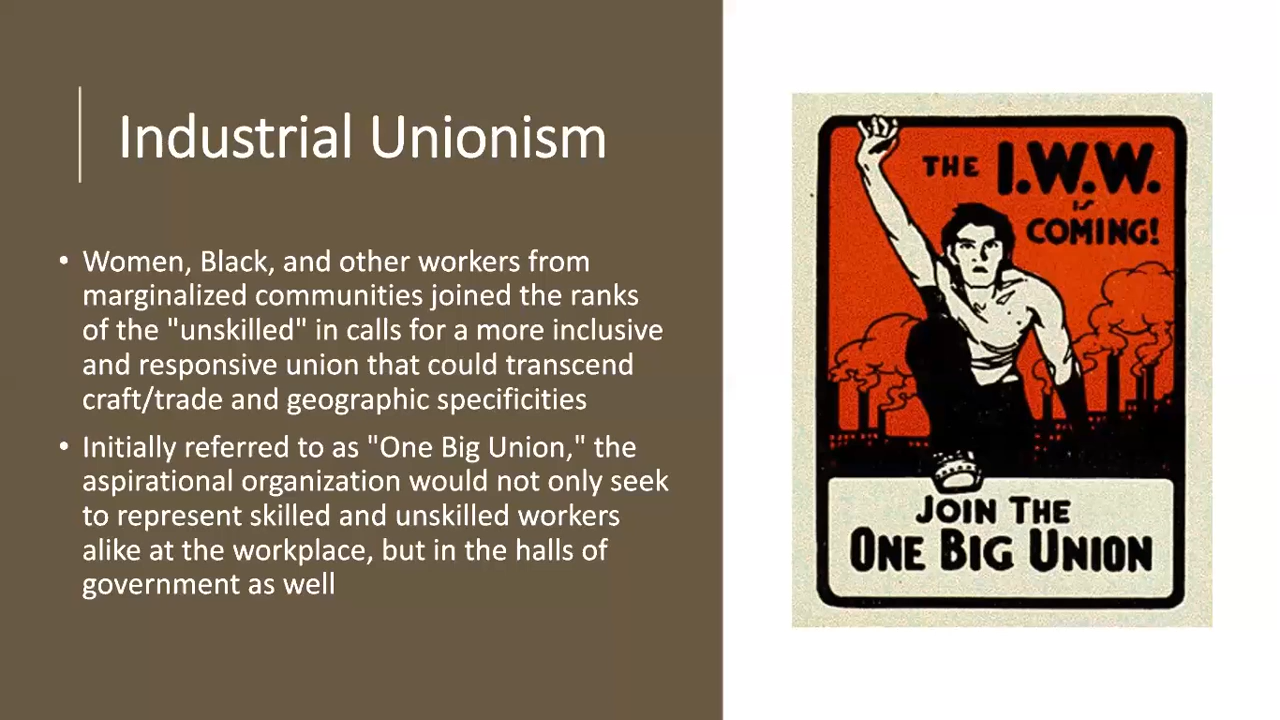 Industrial Unionism
• Women, Black, and other workers from
marginalized communities joined the ranks
of the "unskilled" in calls for a more inclusive
and responsive union that could transcend
craft/trade and geographic specificities
• Initially referred to as "One Big Union," the
aspirational organization would not only seek
to represent skilled and unskilled workers
alike at the workplace, but in the halls of
government as well
THE I.W.W.
IS
COMING!
JOIN THE
ONE BIG UNION